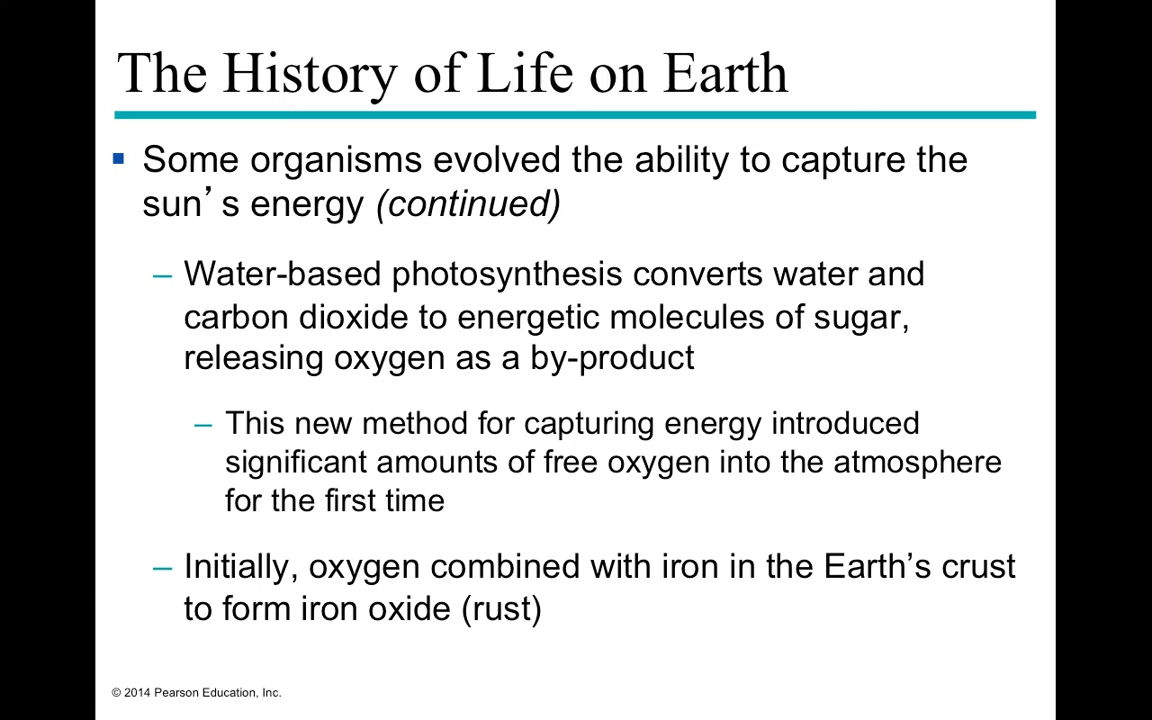 The History of Life on Earth
▪ Some organisms evolved the ability to capture the
sun’s energy (continued)
– Water-based photosynthesis converts water and
carbon dioxide to energetic molecules of sugar,
releasing oxygen as a by-product
– This new method for capturing energy introduced
significant amounts of free oxygen into the atmosphere
for the first time
– Initially, oxygen combined with iron in the Earth’s crust
to form iron oxide (rust)
© 2014 Pearson Education, Inc.